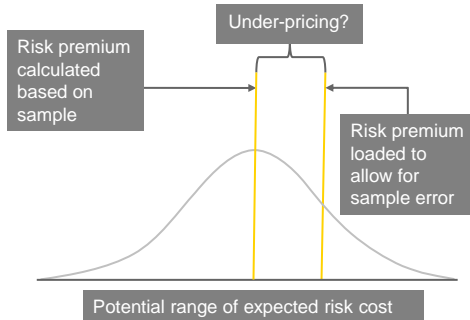 Under-pricing?
Risk premium
calculated
based on
sample
Risk premium
loaded to
allow for
sample error
Potential range of expected risk cost